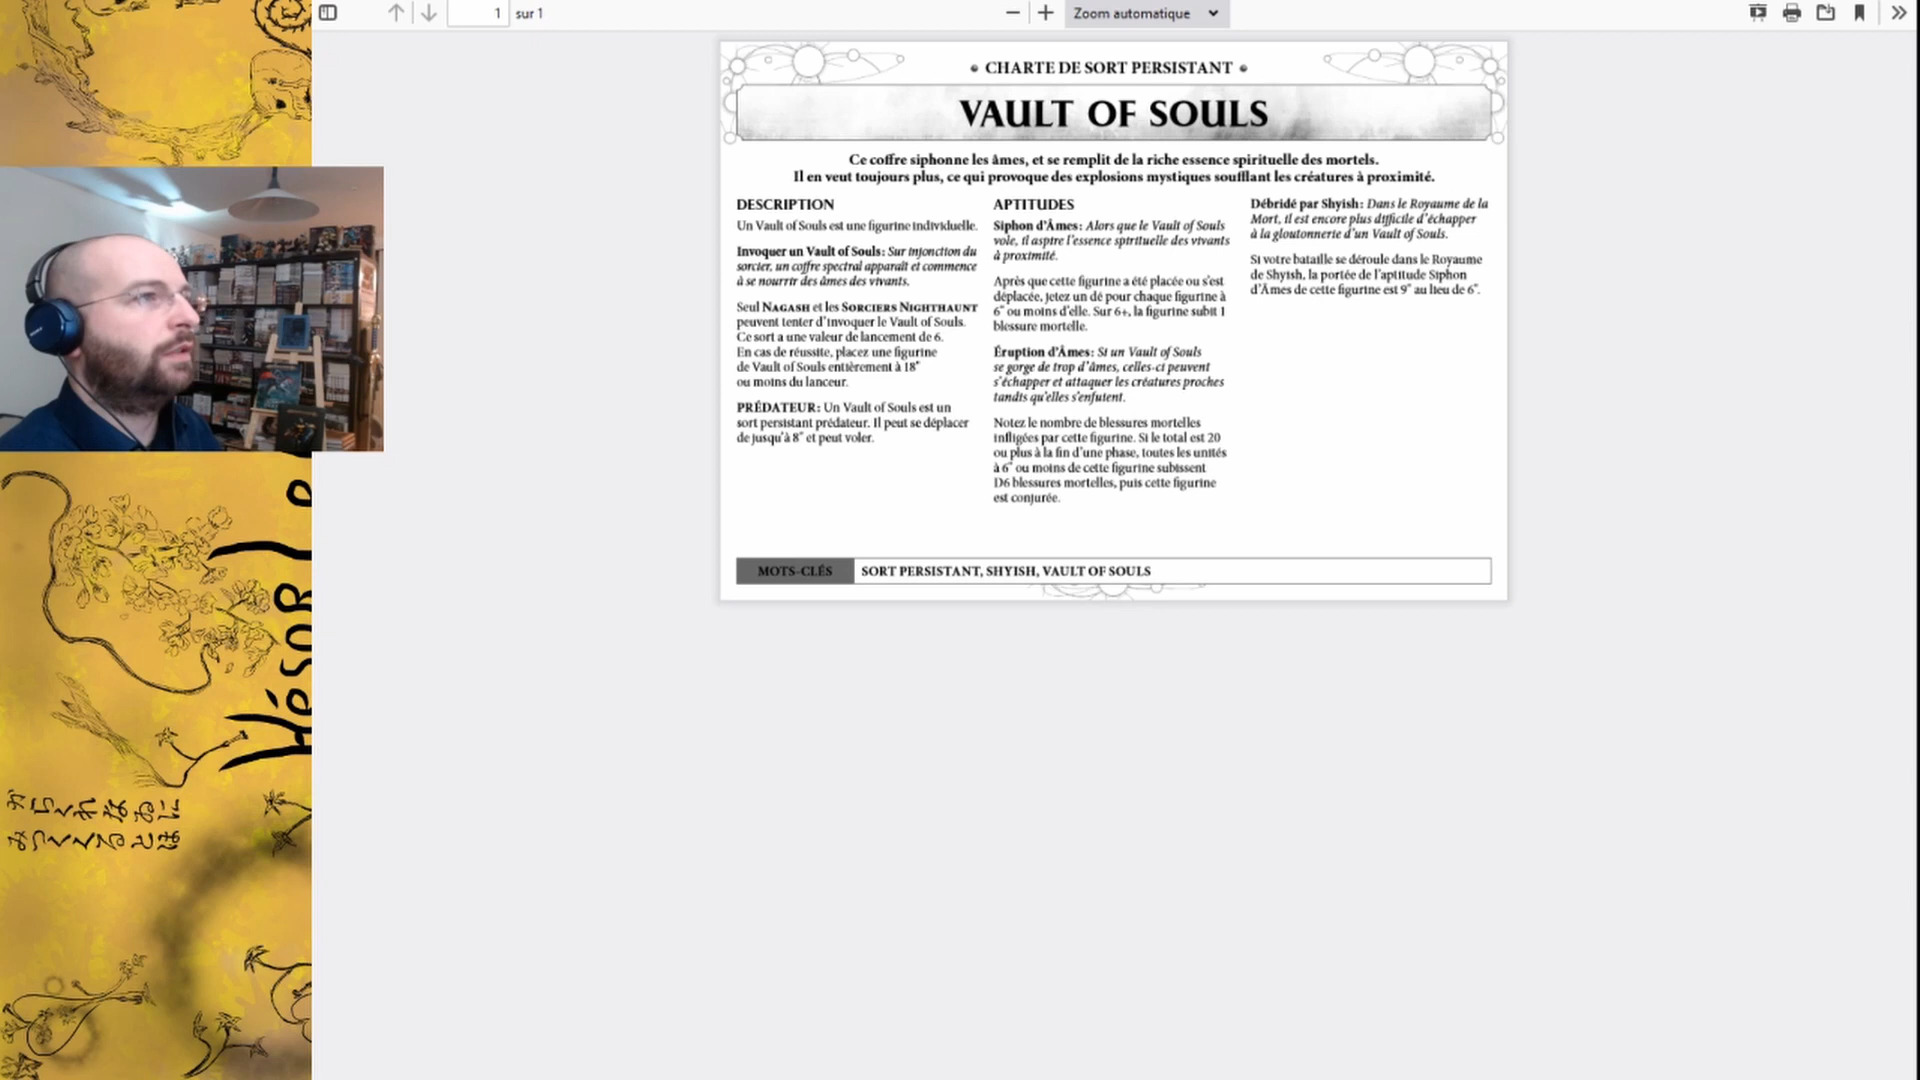 1 sur 1
Zoom automatique
CHARTE DE SORT PERSISTANT
VAULT OF SOULS
Ce coffre siphonne les âmes, et se remplit de la riche essence spirituelle des mortels.
Il en veut toujours plus, ce qui provoque des explosions mystiques soufflant les créatures à proximité.
DESCRIPTION
Un Vault of Souls est une figurine individuelle.
Invoquer un Vault of Souls: Sur injonction du
sorcier, un coffre spectral apparaît et commence
à se nourrir des âmes des vivants.
Seul NAGASH et les SORCIERS NIGHTHAUNT
peuvent tenter d'invoquer le Vault of Souls.
Ce sort a une valeur de lancement de 6.
En cas de réussite, placez une figurine
de Vault of Souls entièrement à 18"
ou moins du lanceur.
PRÉDATEUR: Un Vault of Souls est un
sort persistant prédateur. Il peut se déplacer
de jusqu'à 8" et peut voler.
APTITUDES
Siphon d'Âmes: Alors que le Vault of Souls
vole, il aspire l'essence spirituelle des vivants
à proximité.
Après que cette figurine a été placée ou s'est
déplacée, jetez un dé pour chaque figurine à
6" ou moins d'elle. Sur 6+, la figurine subit 1
blessure mortelle.
Éruption d'Âmes: Si un Vault of Souls
se gorge de trop d'âmes, celles-ci peuvent
s'échapper et attaquer les créatures proches
tandis qu'elles s'enfuient.
Notez le nombre de blessures mortelles
infligées par cette figurine. Si le total est 20
ou plus à la fin d'une phase, toutes les unités
à 6" ou moins de cette figurine subissent
D6 blessures mortelles, puis cette figurine
est conjurée.
Débridé par Shyish: Dans le Royaume de la
Mort, il est encore plus difficile d'échapper
à la gloutonnerie d'un Vault of Souls.
Si votre bataille se déroule dans le Royaume
de Shyish, la portée de l'aptitude Siphon
d'Âmes de cette figurine est 9" au lieu de 6".
MOTS-CLÉS SORT PERSISTANT, SHYISH, VAULT OF SOULS